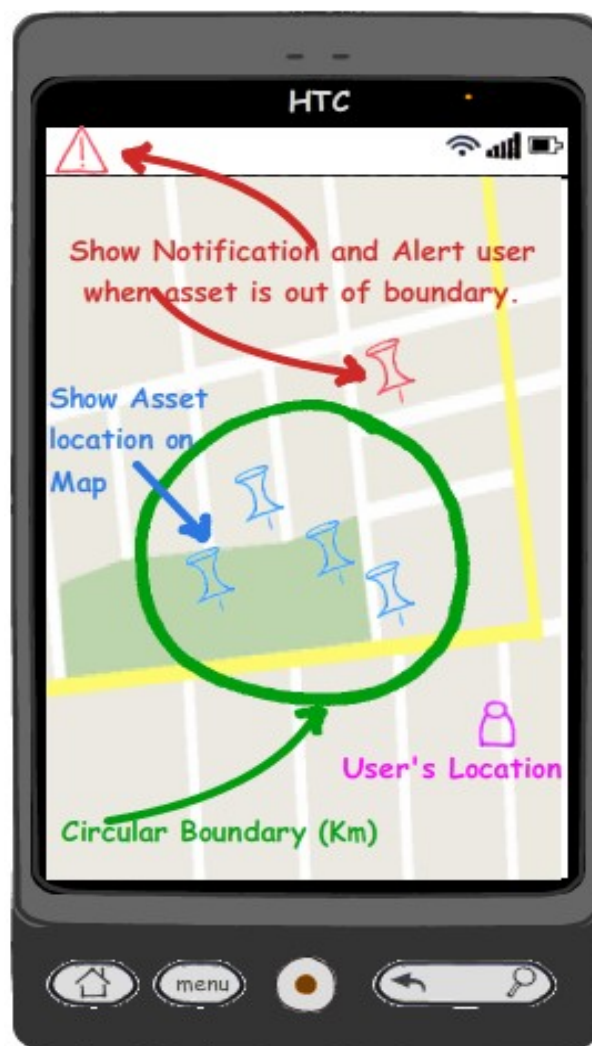 HTC
Show Notification and Alert user
when asset is out of boundary.
Show Asset
location on
Map
User's Location
Circular Boundary (Km)
menu